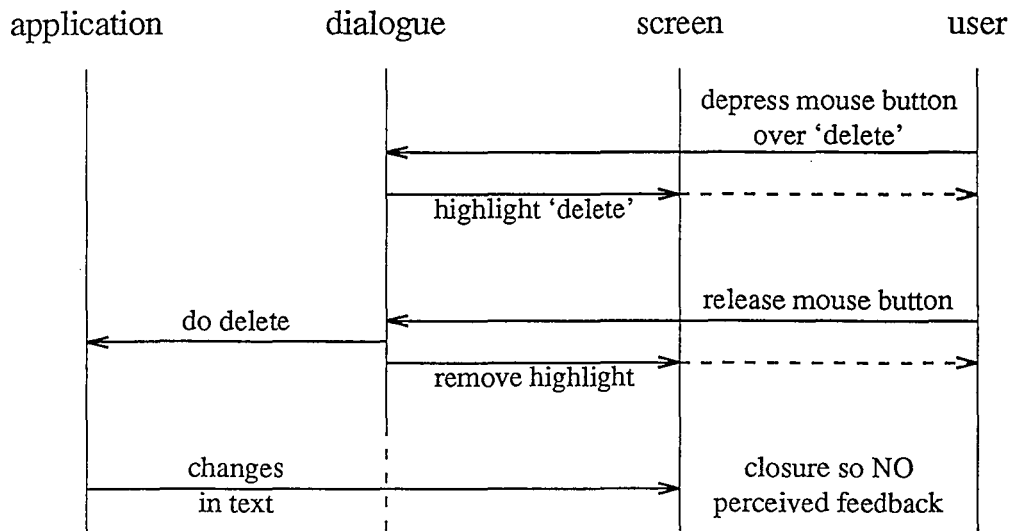 application dialogue screen user
depress mouse button
over ‘delete’
highlight ‘delete’
release mouse button
do delete
remove highlight
changes
in text
closure so NO
perceived feedback